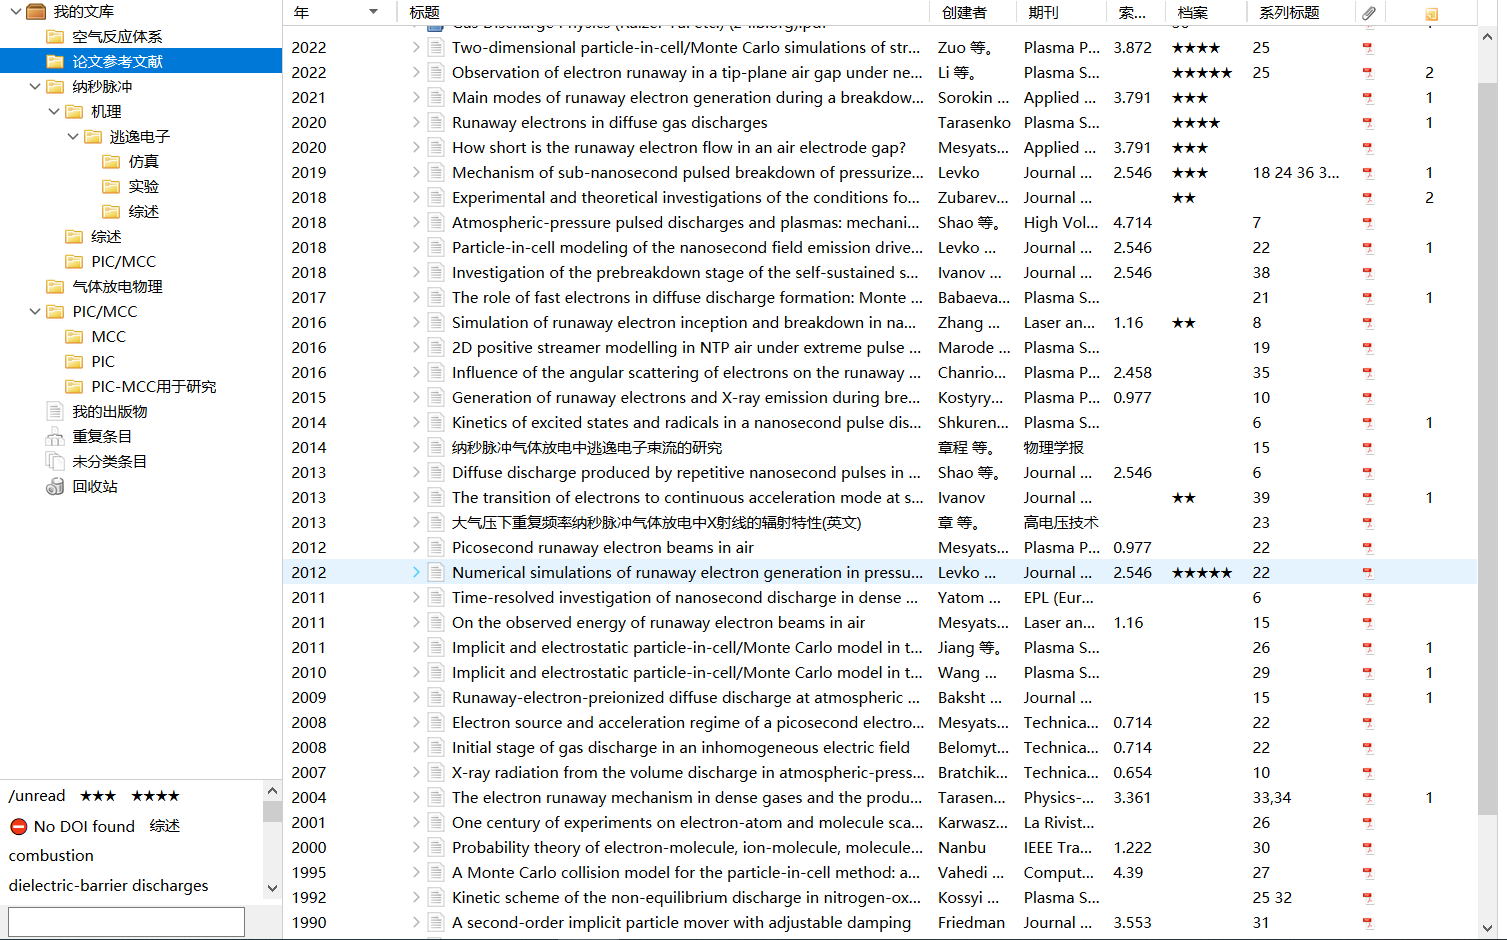 我的文库
空气反应体系
论文参考文献
纳秒脉冲
机理
逃逸电子
仿真
实验
综述
综述
PIC/MCC
气体放电物理
PIC/MCC
MCC
PIC
PIC-MCC用于研究
我的出版物
重复条目
未分类条目
回收站
/unread ★★★ ★★★★
No DOI found 综述
combustion
dielectric-barrier discharges
年 标题 创建者 期刊 索... 档案 系列标题
2022 Two-dimensional particle-in-cell/Monte Carlo simulations of str... Zuo 等。 Plasma P... 3.872 ★★★★ 25
2022 Observation of electron runaway in a tip-plane air gap under ne... Li 等。 Plasma S... ★★★★★ 25 2
2021 Main modes of runaway electron generation during a breakdow... Sorokin ... Applied ... 3.791 ★★★ 1
2020 Runaway electrons in diffuse gas discharges Tarasenko Plasma S... ★★★★ 1
2020 How short is the runaway electron flow in an air electrode gap? Mesyats... Applied ... 3.791 ★★★
2019 Mechanism of sub-nanosecond pulsed breakdown of pressurize... Levko Journal ... 2.546 ★★★ 18 24 36 3... 1
2018 Experimental and theoretical investigations of the conditions fo... Zubarev... Journal ... ★★ 2
2018 Atmospheric-pressure pulsed discharges and plasmas: mechani... Shao 等。 High Vol... 4.714 7
2018 Particle-in-cell modeling of the nanosecond field emission drive... Levko ... Journal ... 2.546 22 1
2018 Investigation of the prebreakdown stage of the self-sustained s... Ivanov ... Journal ... 2.546 38
2017 The role of fast electrons in diffuse discharge formation: Monte ... Babaeva... Plasma S... 21 1
2016 Simulation of runaway electron inception and breakdown in na... Zhang ... Laser an... 1.16 ★★ 8
2016 2D positive streamer modelling in NTP air under extreme pulse ... Marode ... Plasma S... 19
2016 Influence of the angular scattering of electrons on the runaway ... Chanrio... Plasma P... 2.458 35
2015 Generation of runaway electrons and X-ray emission during bre... Kostyry... Plasma P... 0.977 10
2014 Kinetics of excited states and radicals in a nanosecond pulse dis... Shkuren... Plasma S... 6 1
2014 纳秒脉冲气体放电中逃逸电子束流的研究 章程 等。 物理学报 15
2013 Diffuse discharge produced by repetitive nanosecond pulses in ... Shao 等。 Journal ... 2.546 6
2013 The transition of electrons to continuous acceleration mode at s... Ivanov Journal ... ★★ 39 1
2013 大气压下重复频率纳秒脉冲气体放电中X射线的辐射特性(英文) 章 等。 高电压技术 23
2012 Picosecond runaway electron beams in air Mesyats... Plasma P... 0.977 22
2012 Numerical simulations of runaway electron generation in pressu... Levko ... Journal ... 2.546 ★★★★★ 22
2011 Time-resolved investigation of nanosecond discharge in dense ... Yatom ... EPL (Eur... 6
2011 On the observed energy of runaway electron beams in air Mesyats... Laser an... 1.16 15
2011 Implicit and electrostatic particle-in-cell/Monte Carlo model in t... Jiang 等。 Plasma S... 26 1
2010 Implicit and electrostatic particle-in-cell/Monte Carlo model in t... Wang ... Plasma S... 29 1
2009 Runaway-electron-preionized diffuse discharge at atmospheric ... Baksht ... Journal ... 15 1
2008 Electron source and acceleration regime of a picosecond electro... Mesyats... Technica... 0.714 22
2008 Initial stage of gas discharge in an inhomogeneous electric field Belomyt... Technica... 0.714 22
2007 X-ray radiation from the volume discharge in atmospheric-press... Bratchik... Technica... 0.654 10
2004 The electron runaway mechanism in dense gases and the produ... Tarasen... Physics-... 3.361 33,34 1
2001 One century of experiments on electron-atom and molecule sca... Karwasz... La Rivist... 26
2000 Probability theory of electron-molecule, ion-molecule, molecule... Nanbu IEEE Tra... 1.222 30
1995 A Monte Carlo collision model for the particle-in-cell method: a... Vahedi ... Comput... 4.39 27
1992 Kinetic scheme of the non-equilibrium discharge in nitrogen-ox... Kossyi ... Plasma S... 25 32
1990 A second-order implicit particle mover with adjustable damping Friedman Journal ... 3.553 31